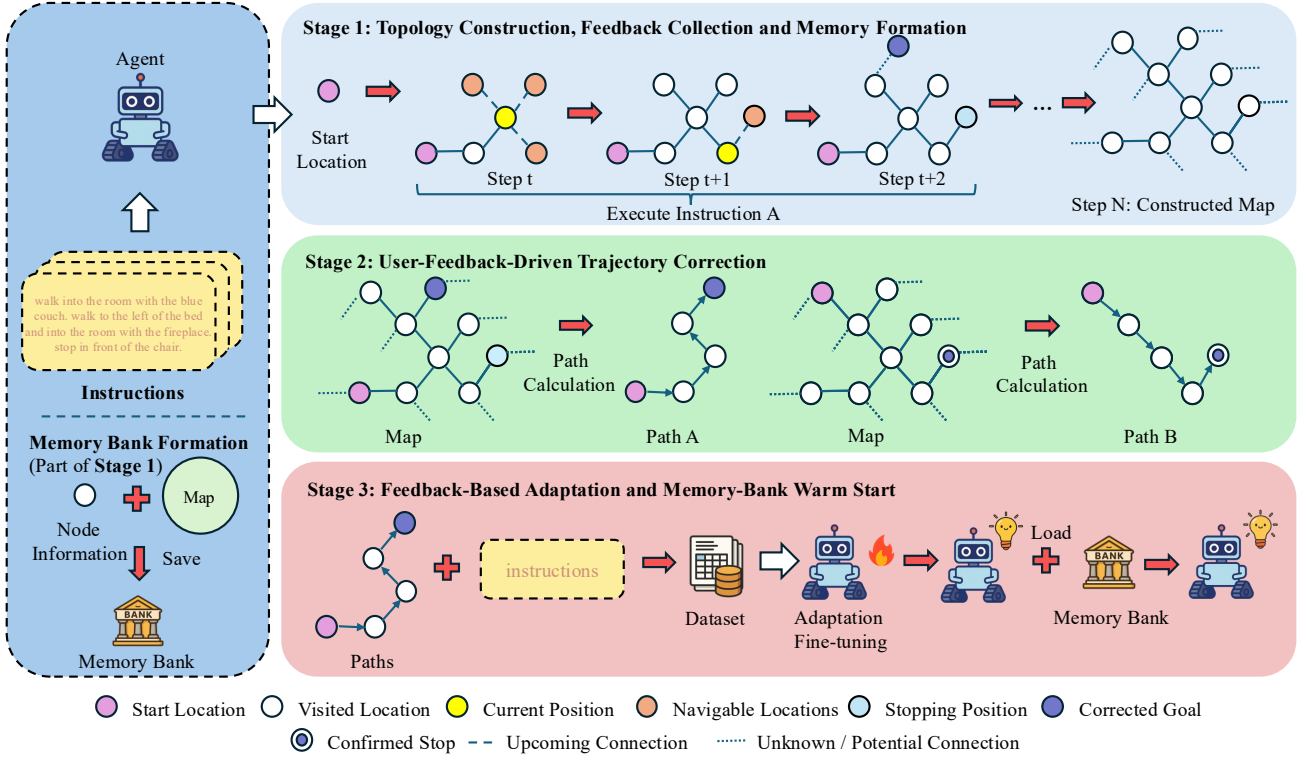 Agent
walk into the room with the blue
couch. walk to the left of the bed
and into the room with the fireplace.
stop in front of the chair.
Instructions
Memory Bank Formation
(Part of Stage 1)
Map
Node
Information
Save
BANK
Memory Bank
Stage 1: Topology Construction, Feedback Collection and Memory Formation
Start
Location
Step t
Step t+1
Step t+2
...
Execute Instruction A
Step N: Constructed Map
Stage 2: User-Feedback-Driven Trajectory Correction
Map
Path
Calculation
Path A
Map
Path
Calculation
Path B
Stage 3: Feedback-Based Adaptation and Memory-Bank Warm Start
Paths
instructions
Dataset
Adaptation
Fine-tuning
Load
BANK
Memory Bank
Start Location
Visited Location
Current Position
Navigable Locations
Stopping Position
Corrected Goal
Confirmed Stop
Upcoming Connection
Unknown / Potential Connection